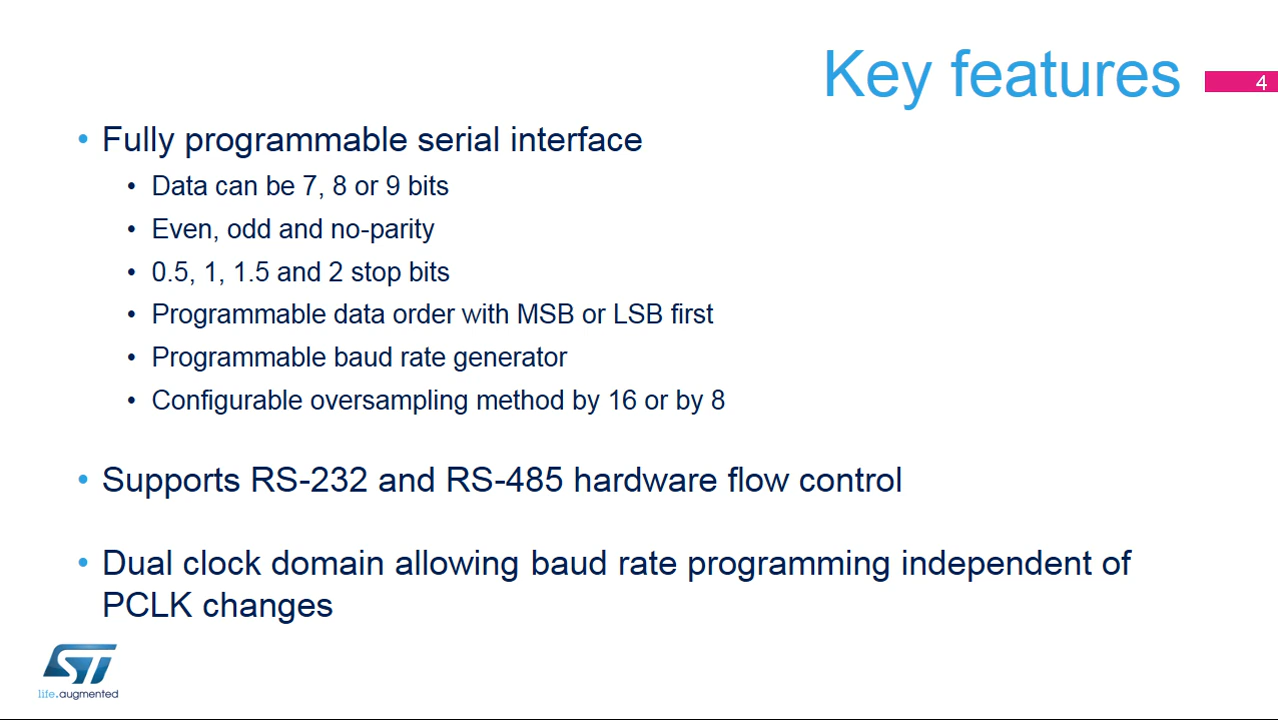 Key features
4
• Fully programmable serial interface
• Data can be 7, 8 or 9 bits
• Even, odd and no-parity
• 0.5, 1, 1.5 and 2 stop bits
• Programmable data order with MSB or LSB first
• Programmable baud rate generator
• Configurable oversampling method by 16 or by 8
• Supports RS-232 and RS-485 hardware flow control
• Dual clock domain allowing baud rate programming independent of
PCLK changes
ST
life.augmented